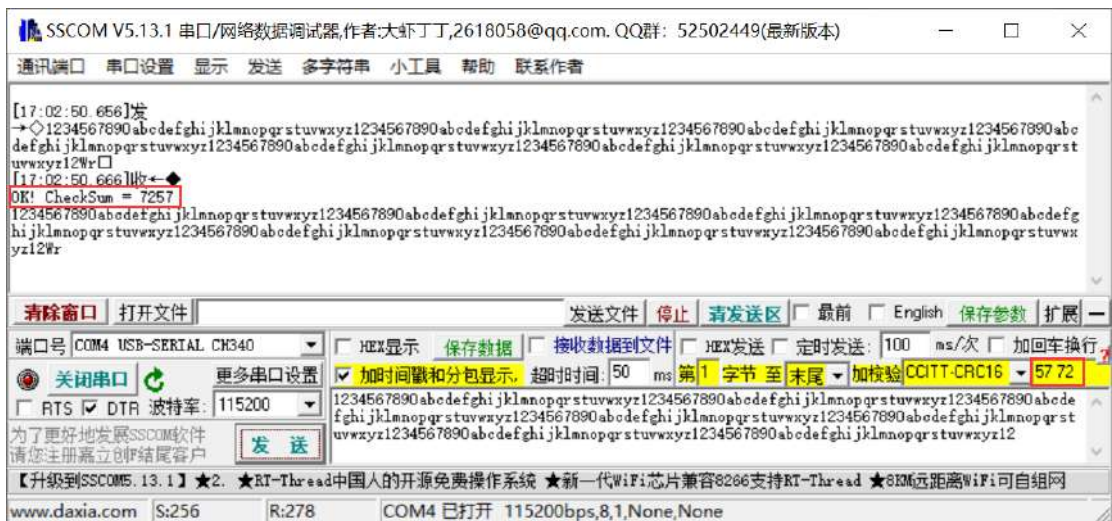 SSCOM V5.13.1 串口/网络数据调试器,作者:大虾丁丁,2618058@qq.com. QQ群: 52502449(最新版本)
通讯端口 串口设置 显示 发送 多字符串 小工具 帮助 联系作者
[17:02:50.656]发
→◇1234567890abcdefghijklmnopqrstuvwxyz1234567890abcdefghijklmnopqrstuvwxyz1234567890abcdefghijklmnopqrstuvwxyz1234567890abc
defghijklmnopqrstuvwxyz1234567890abcdefghijklmnopqrstuvwxyz1234567890abcdefghijklmnopqrstuvwxyz1234567890abcdefghijklmnopqrst
uvwxyz12Wr□
[17:02:50.666]收←◆
OK! CheckSum = 7257
1234567890abcdefghijklmnopqrstuvwxyz1234567890abcdefghijklmnopqrstuvwxyz1234567890abcdefghijklmnopqrstuvwxyz1234567890abcdefg
hijklmnopqrstuvwxyz1234567890abcdefghijklmnopqrstuvwxyz1234567890abcdefghijklmnopqrstuvwxyz1234567890abcdefghijklmnopqrstuvwx
yz12Wr
清除窗口 打开文件 发送文件 停止 清发送区 最前 English 保存参数 扩展 —
端口号 COM4 USB-SERIAL CH340 HEX显示 保存数据 接收数据到文件 HEX发送 定时发送: 100 ms/次 加回车换行
关闭串口 更多串口设置 加时间戳和分包显示, 超时时间: 50 ms 第 1 字节 至 末尾 加校验 CCITT-CRC16 57 72
RTS DTR 波特率: 115200
1234567890abcdefghijklmnopqrstuvwxyz1234567890abcdefghijklmnopqrstuvwxyz1234567890abcdefghijklmnopqrstuvwxyz1234567890abcde
fghijklmnopqrstuvwxyz1234567890abcdefghijklmnopqrstuvwxyz1234567890abcdefghijklmnopqrstuvwxyz1234567890abcdefghijklmnopqrst
uvwxyz1234567890abcdefghijklmnopqrstuvwxyz1234567890abcdefghijklmnopqrstuvwxyz12
为了更好地发展SSCOM软件
请您注册嘉立创F结尾客户
发 送
【升级到SSCOM5.13.1】★2. ★RT-Thread中国人的开源免费操作系统 ★新一代WiFi芯片兼容8266支持RT-Thread ★8KM远距离WiFi可自组网
www.daxia.com S:256 R:278 COM4 已打开 115200bps,8,1,None,None